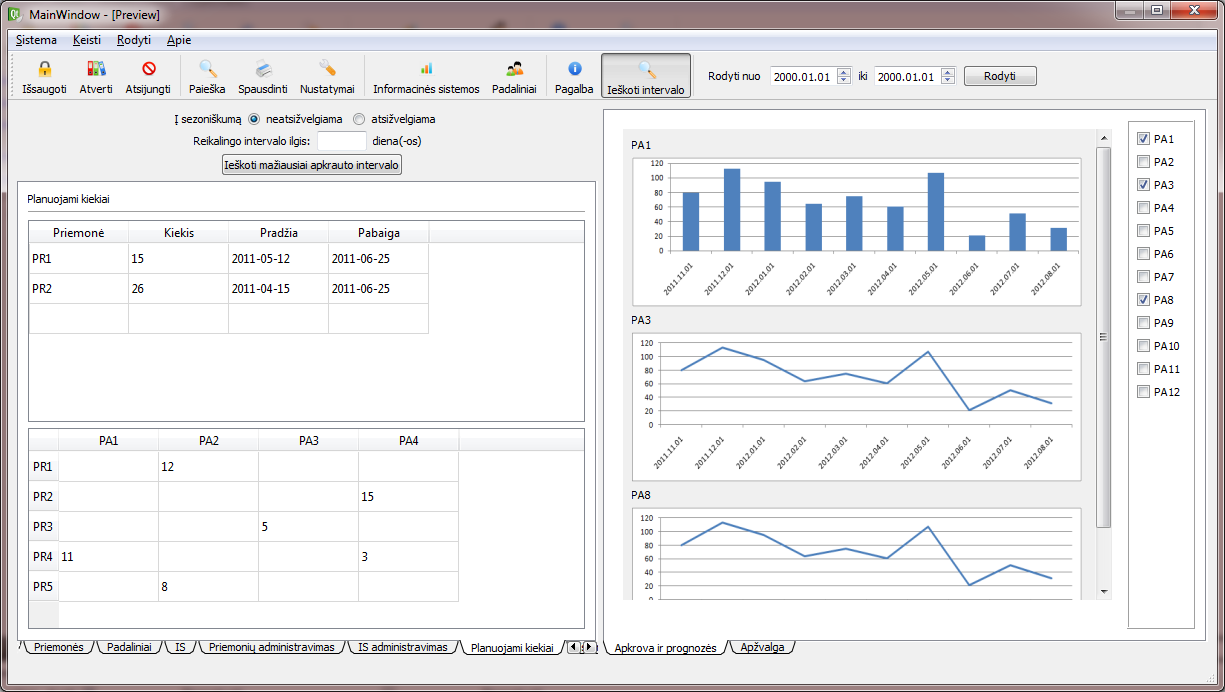 MainWindow - [Preview]
Sistema Keisti Rodyti Apie
Išsaugoti Atverti Atsijungti Paieška Spausdinti Nustatymai Informacinės sistemos Padaliniai Pagalba Ieškoti intervalo Rodyti nuo 2000.01.01 iki 2000.01.01 Rodyti
Į sezoniškumą neatsižvelgiama atsižvelgiama
Reikalingo intervalo ilgis: diena(-os)
Ieškoti mažiausiai apkrauto intervalo
Planuojami kiekiai
Priemonė Kiekis Pradžia Pabaiga
PR1 15 2011-05-12 2011-06-25
PR2 26 2011-04-15 2011-06-25
PA1 PA2 PA3 PA4
PR1 12
PR2 15
PR3 5
PR4 11 3
PR5 8
Priemonės Padaliniai IS Priemonių administravimas IS administravimas Planuojami kiekiai
PA1
120
100
80
60
40
20
0
2011.11.01 2011.12.01 2012.01.01 2012.02.01 2012.03.01 2012.04.01 2012.05.01 2012.06.01 2012.07.01 2012.08.01
PA3
120
100
80
60
40
20
0
2011.11.01 2011.12.01 2012.01.01 2012.02.01 2012.03.01 2012.04.01 2012.05.01 2012.06.01 2012.07.01 2012.08.01
PA8
120
100
80
60
40
20
0
Apkrova ir prognozės Apžvalga
PA1
PA2
PA3
PA4
PA5
PA6
PA7
PA8
PA9
PA10
PA11
PA12